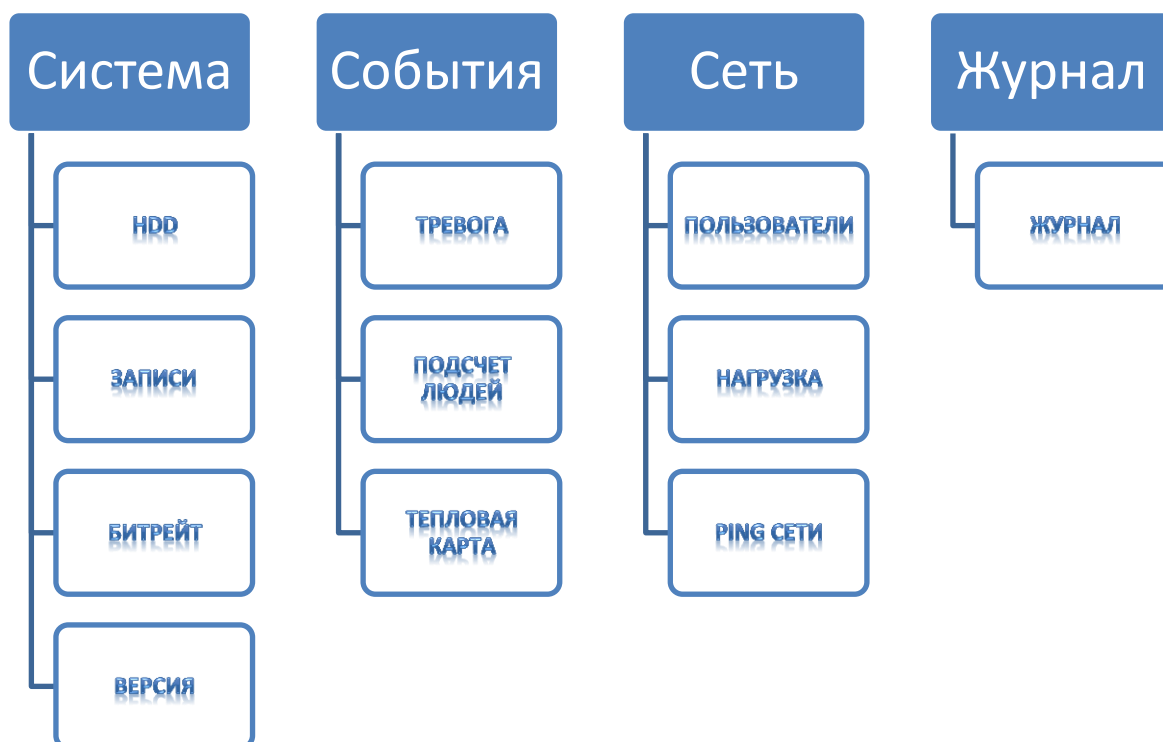 Система
HDD
ЗАПИСИ
БИТРЕЙТ
ВЕРСИЯ
События
ТРЕВОГА
ПОДСЧЕТ
ЛЮДЕЙ
ТЕПЛОВАЯ
КАРТА
Сеть
ПОЛЬЗОВАТЕЛИ
НАГРУЗКА
PING СЕТИ
Журнал
ЖУРНАЛ